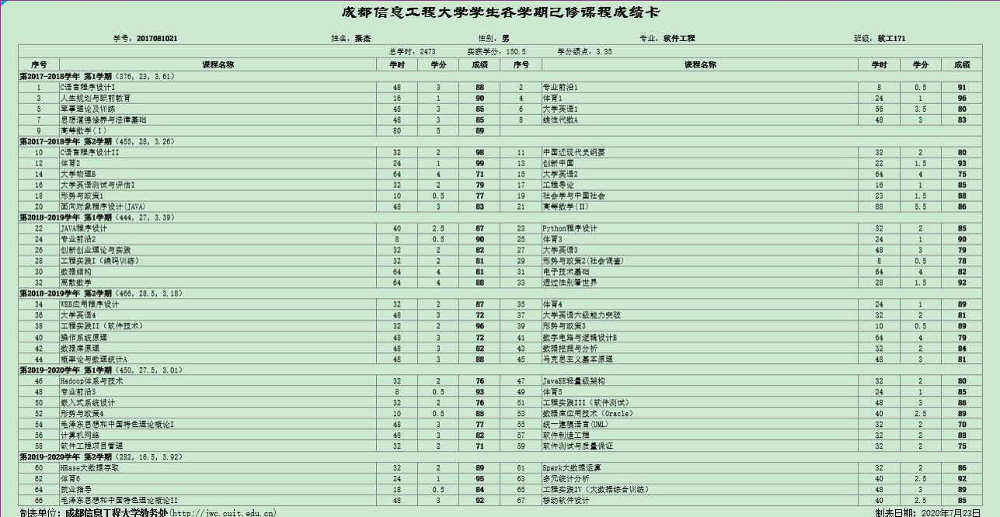 成都信息工程大学学生各学期已修课程成绩卡
学号：2017081021 姓名：栾杰 性别：男 专业：软件工程 班级：软工171
总学时：2473 实获学分：150.5 学分绩点：3.35
序号 课程名称 学时 学分 成绩 序号 课程名称 学时 学分 成绩
第2017-2018学年 第1学期(376, 23, 3.61)
1 C语言程序设计I 48 3 88 2 专业前沿1 8 0.5 91
3 人生规划与职前教育 16 1 90 4 体育1 24 1 96
5 军事理论及训练 48 3 85 6 大学英语1 56 3.5 80
7 思想道德修养与法律基础 48 3 85 8 线性代数A 48 3 83
9 高等数学(Ⅰ) 80 5 89
第2017-2018学年 第2学期(455, 28, 3.26)
10 C语言程序设计II 32 2 98 11 中国近现代史纲要 32 2 80
12 体育2 24 1 99 13 创新中国 22 1.5 93
14 大学物理B 64 4 71 15 大学英语2 64 4 75
16 大学英语测试与评估I 32 2 79 17 工程导论 16 1 85
18 形势与政策1 10 0.5 77 19 社会学与中国社会 23 1.5 88
20 面向对象程序设计(JAVA) 48 3 83 21 高等数学(Ⅱ) 88 5.5 86
第2018-2019学年 第1学期(444, 27, 3.39)
22 JAVA程序设计 40 2.5 87 23 Python程序设计 32 2 85
24 专业前沿2 8 0.5 90 25 体育3 24 1 90
26 创新创业理论与实践 32 2 82 27 大学英语3 48 3 79
28 工程实践I（编码训练） 32 2 81 29 形势与政策2(社会调查) 8 0.5 78
30 数据结构 64 4 81 31 电子技术基础 64 4 82
32 离散数学 64 4 88 33 透过性别看世界 28 1.5 92
第2018-2019学年 第2学期(466, 28.5, 3.18)
34 WEB应用程序设计 32 2 87 35 体育4 24 1 89
36 大学英语4 48 3 72 37 大学英语六级能力突破 32 2 81
38 工程实践II（软件技术） 32 2 96 39 形势与政策3 10 0.5 89
40 操作系统原理 48 3 72 41 数字电路与逻辑设计B 64 4 79
42 数据库原理 48 3 82 43 数据挖掘与分析 32 2 84
44 概率论与数理统计A 48 3 88 45 马克思主义基本原理 48 3 81
第2019-2020学年 第1学期(450, 27.5, 3.01)
46 Hadoop体系与技术 32 2 76 47 JavaEE轻量级架构 32 2 80
48 专业前沿3 8 0.5 93 49 体育5 24 1 85
50 嵌入式系统设计 32 2 76 51 工程实践III（软件测试） 48 3 86
52 形势与政策4 10 0.5 85 53 数据库应用技术（Oracle） 40 2.5 89
54 毛泽东思想和中国特色理论概论I 48 3 77 55 统一建模语言(UML) 32 2 70
56 计算机网络 48 3 82 57 软件制造工程 32 2 88
58 软件工程项目管理 32 2 71 59 软件测试与质量保证 32 2 75
第2019-2020学年 第2学期(282, 16.5, 3.92)
60 HBase大数据存取 32 2 89 61 Spark大数据运算 32 2 86
62 体育6 24 1 95 63 多元统计分析 40 2.5 92
64 就业指导 18 0.5 84 65 工程实践IV（大数据综合训练） 48 3 89
66 毛泽东思想和中国特色理论概论II 48 3 92 67 移动软件设计 40 2.5 85
制表单位：成都信息工程大学教务处(http://jwc.cuit.edu.cn) 制表日期：2020年7月23日